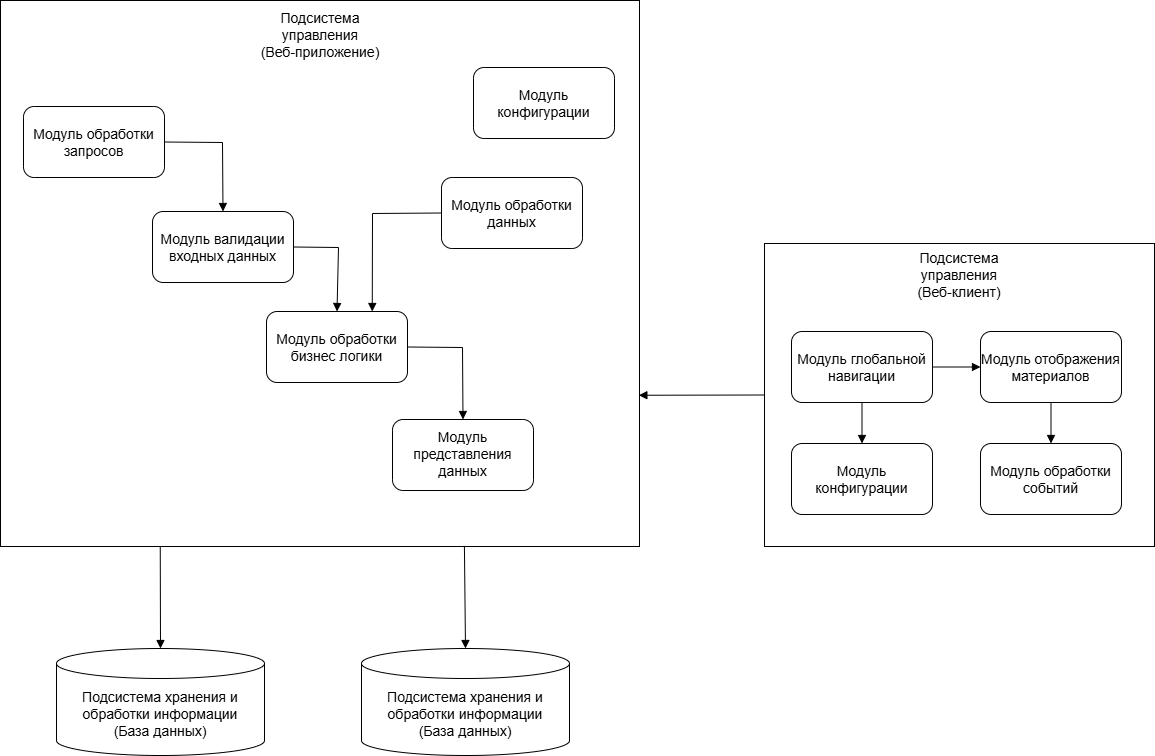 Подсистема
управления
(Веб-приложение)
Модуль
конфигурации
Модуль обработки
запросов
Модуль обработки
данных
Модуль валидации
входных данных
Модуль обработки
бизнес логики
Модуль
представления
данных
Подсистема
управления
(Веб-клиент)
Модуль глобальной
навигации
Модуль отображения
материалов
Модуль
конфигурации
Модуль обработки
событий
Подсистема хранения и
обработки информации
(База данных)
Подсистема хранения и
обработки информации
(База данных)